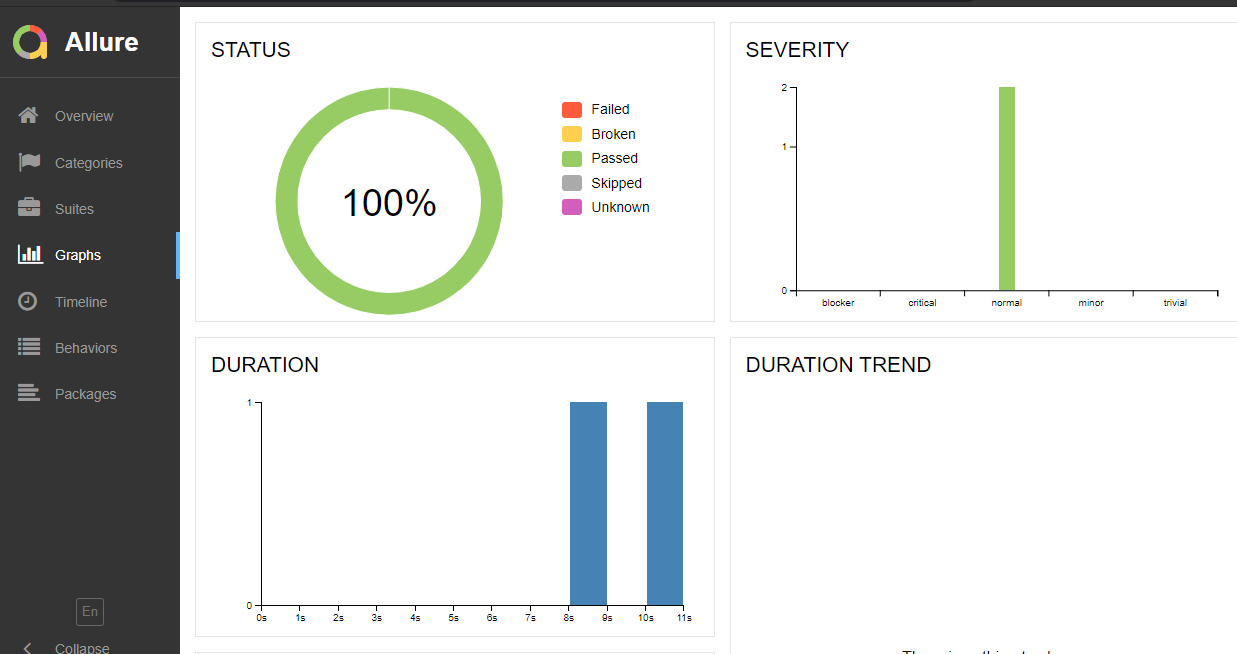 Allure
Overview
Categories
Suites
Graphs
Timeline
Behaviors
Packages
En
Collapse
STATUS
100%
Failed
Broken
Passed
Skipped
Unknown
SEVERITY
2
1
0
blocker critical normal minor trivial
DURATION
1
0
0s 1s 2s 3s 4s 5s 6s 7s 8s 9s 10s 11s
DURATION TREND